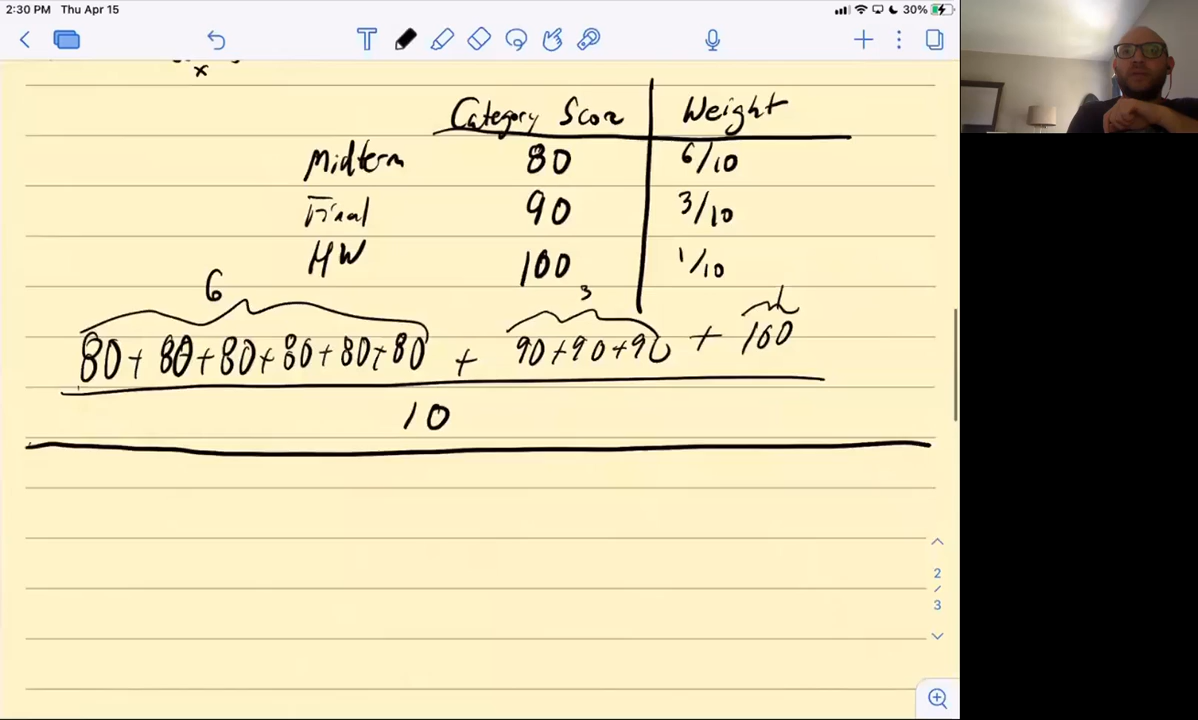 2:30 PM Thu Apr 15 30%
x
Category Score Weight
Midterm 80 6/10
Final 90 3/10
HW 100 1/10
6 3 1
80+ 80+80+80+80+80 + 90+90+90 + 100
10
2
/
3